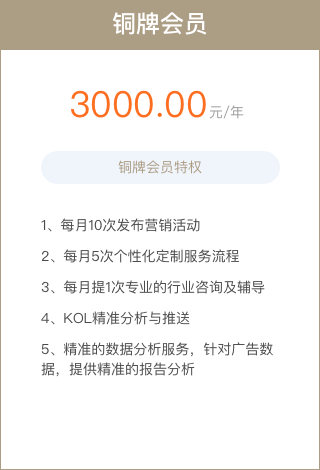 铜牌会员
3000.00元/年
铜牌会员特权
1、每月10次发布营销活动
2、每月5次个性化定制服务流程
3、每月提1次专业的行业咨询及辅导
4、KOL精准分析与推送
5、精准的数据分析服务，针对广告数
据，提供精准的报告分析